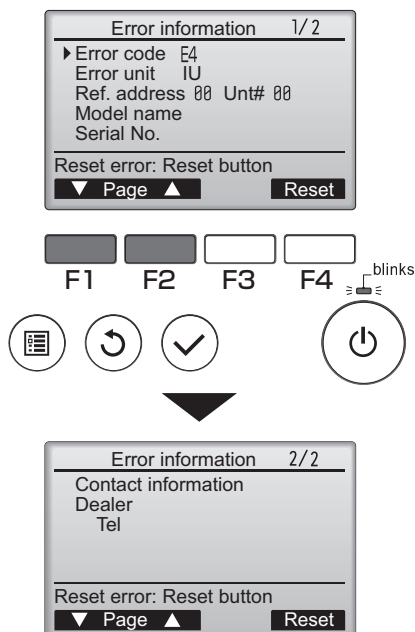 Error information 1/2
Error code E4
Error unit IU
Ref. address 00 Unt# 00
Model name
Serial No.
Reset error: Reset button
▼ Page ▲ Reset
F1 F2 F3 F4
blinks
Error information 2/2
Contact information
Dealer
Tel
Reset error: Reset button
▼ Page ▲ Reset